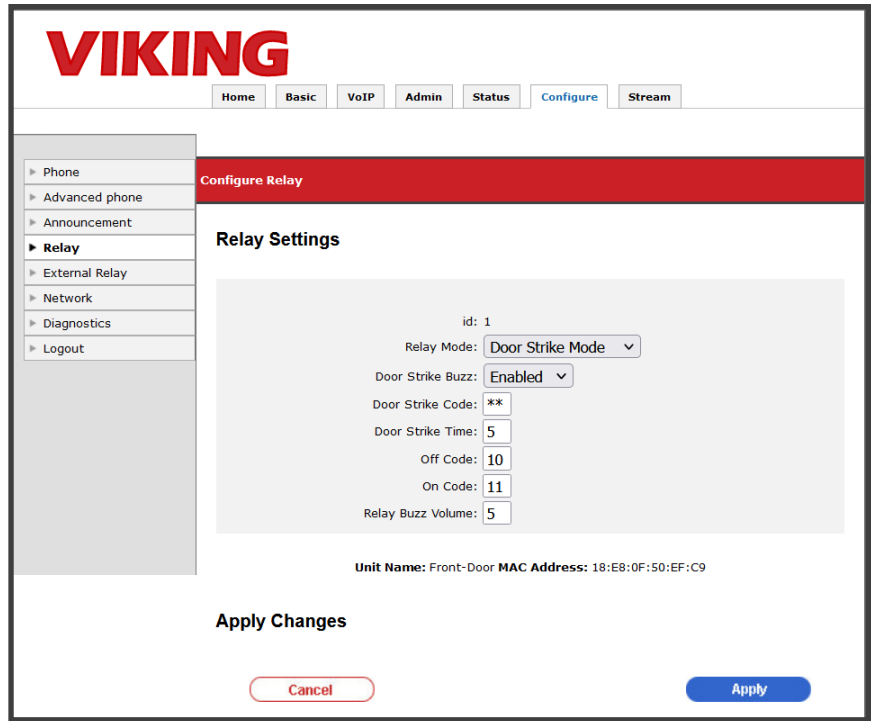 VIKING
Home Basic VoIP Admin Status Configure Stream
Phone
Advanced phone
Announcement
Relay
External Relay
Network
Diagnostics
Logout
Configure Relay
Relay Settings
id: 1
Relay Mode: Door Strike Mode
Door Strike Buzz: Enabled
Door Strike Code: **
Door Strike Time: 5
Off Code: 10
On Code: 11
Relay Buzz Volume: 5
Unit Name: Front-Door MAC Address: 18:E8:0F:50:EF:C9
Apply Changes
Cancel Apply